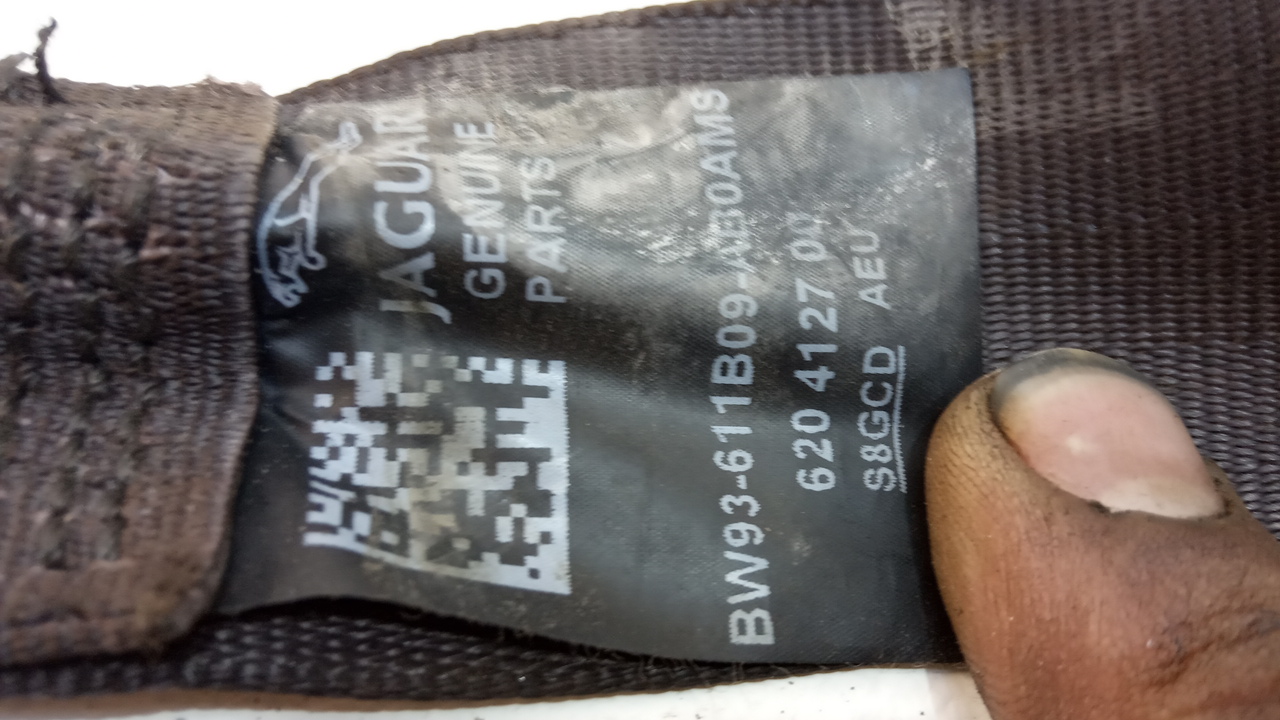 JAGUAR
GENUINE
PARTS
BW93-611B09-AB0AMS
620 4127 00
S8GCD AEU